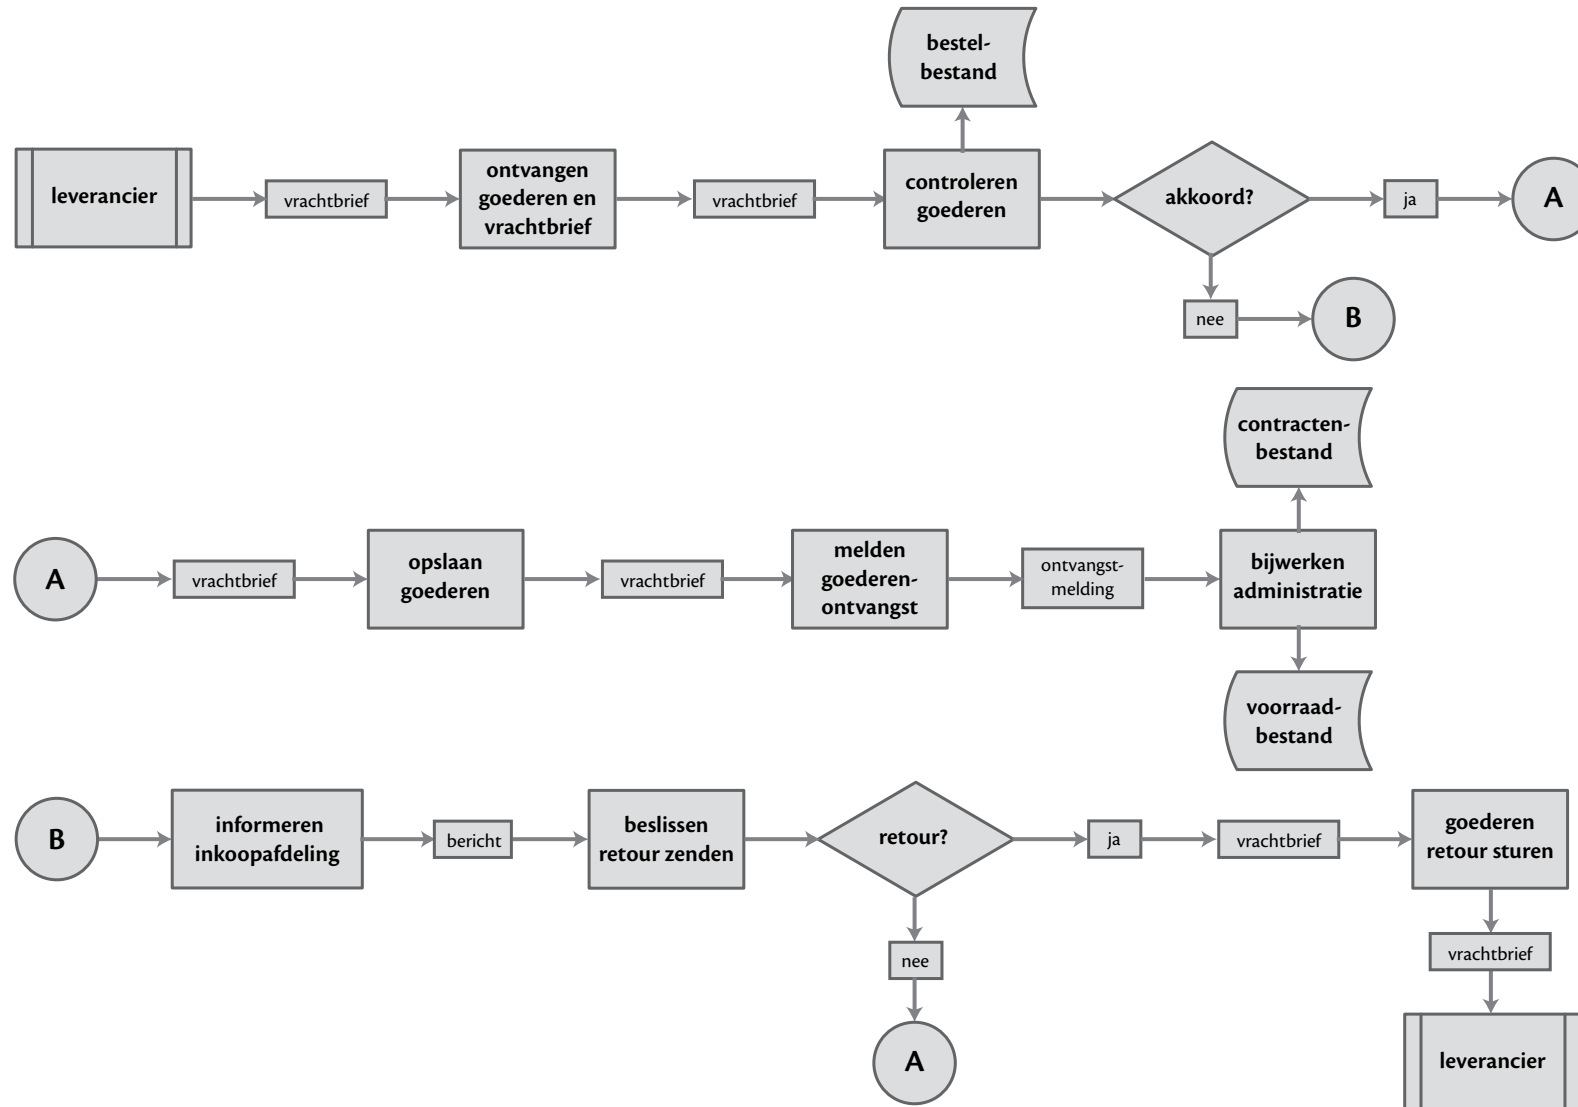 bestel-
bestand
leverancier
vrachtbrief
ontvangen
goederen en
vrachtbrief
vrachtbrief
controleren
goederen
akkoord?
ja
A
nee
B
contracten-
bestand
A
vrachtbrief
opslaan
goederen
vrachtbrief
melden
goederen-
ontvangst
ontvangst-
melding
bijwerken
administratie
voorraad-
bestand
B
informeren
inkoopafdeling
bericht
beslissen
retour zenden
retour?
ja
vrachtbrief
goederen
retour sturen
nee
vrachtbrief
A
leverancier